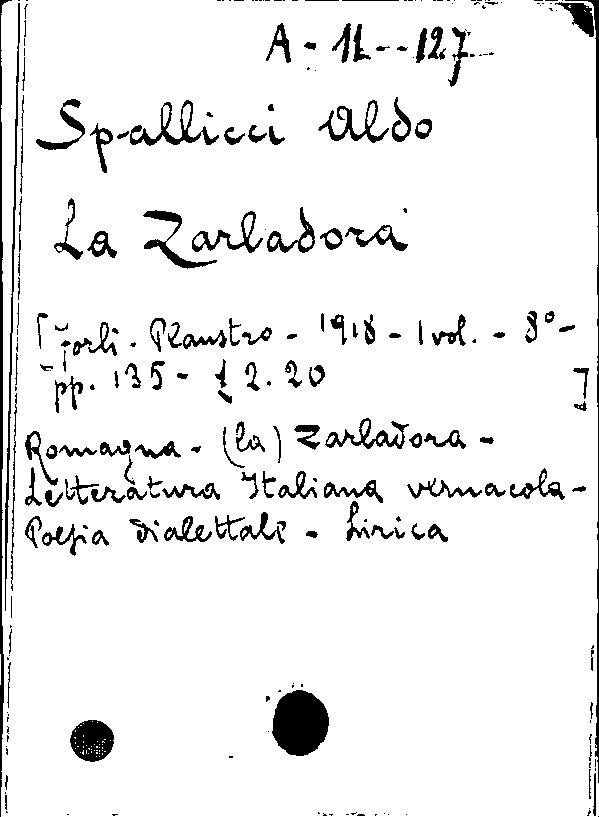 A - 11 -- 127
Spallicci Aldo
La Zarladora
[Forlì - Plaustro - 1918 - 1 vol. - 8° -
pp. 135 - £ 2.20 ]
Romagna - (la) Zarladora -
Letteratura Italiana vernacola -
Poesia dialettale - Lirica